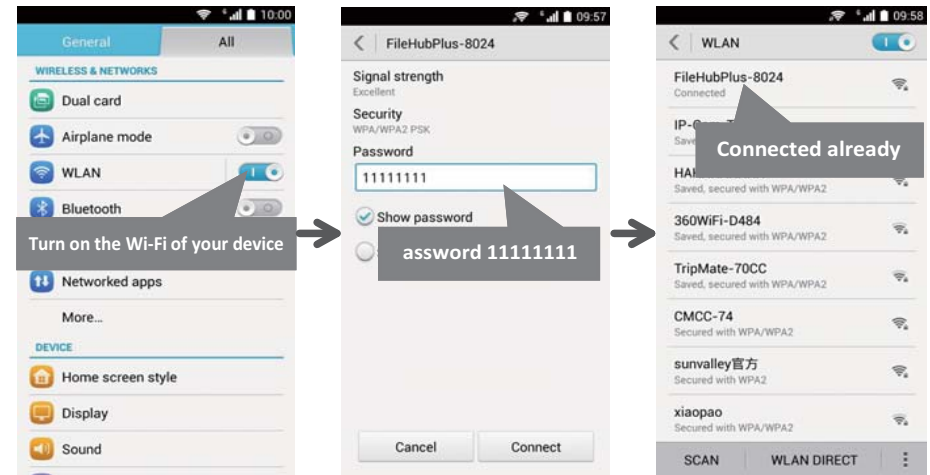 10:00
General All
WIRELESS & NETWORKS
Dual card
Airplane mode
WLAN
Bluetooth
Turn on the Wi-Fi of your device
Networked apps
More...
DEVICE
Home screen style
Display
Sound
09:57
FileHubPlus-8024
Signal strength
Excellent
Security
WPA/WPA2 PSK
Password
11111111
Show password
assword 11111111
Cancel Connect
09:58
WLAN
FileHubPlus-8024
Connected
Connected already
Saved, secured with WPA/WPA2
360WiFi-D484
Saved, secured with WPA/WPA2
TripMate-70CC
Saved, secured with WPA/WPA2
CMCC-74
Secured with WPA/WPA2
sunvalley官方
Secured with WPA2
xiaopao
Secured with WPA/WPA2
SCAN WLAN DIRECT